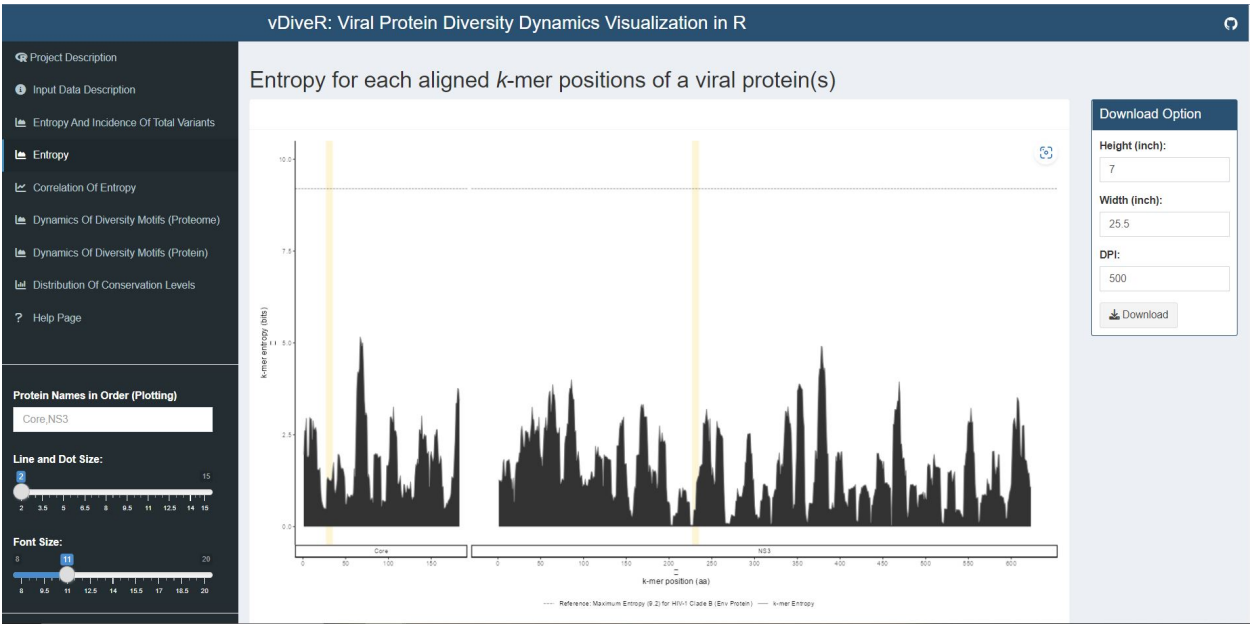 vDiveR: Viral Protein Diversity Dynamics Visualization in R
Project Description
Input Data Description
Entropy And Incidence Of Total Variants
Entropy
Correlation Of Entropy
Dynamics Of Diversity Motifs (Proteome)
Dynamics Of Diversity Motifs (Protein)
Distribution Of Conservation Levels
? Help Page
Protein Names in Order (Plotting)
Core,NS3
Line and Dot Size:
2 15
2 3.5 5 6.5 8 9.5 11 12.5 14 15
Font Size:
8 11 20
8 9.5 11 12.5 14 15.5 17 18.5 20
Entropy for each aligned k-mer positions of a viral protein(s)
k-mer entropy (bits)
10.0
7.5
5.0
2.5
0.0
Core NS3
0 50 100 150 0 50 100 150 200 250 300 350 400 450 500 550 600
k-mer position (aa)
Reference: Maximum Entropy (9.2) for HIV-1 Clade B (Env Protein) k-mer Entropy
Download Option
Height (inch):
7
Width (inch):
25.5
DPI:
500
Download